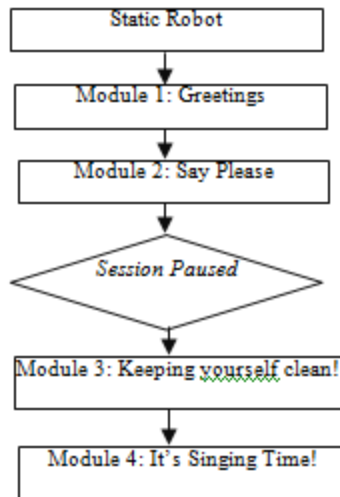 Static Robot
Module 1: Greetings
Module 2: Say Please
Session Paused
Module 3: Keeping yourself clean!
Module 4: It's Singing Time!